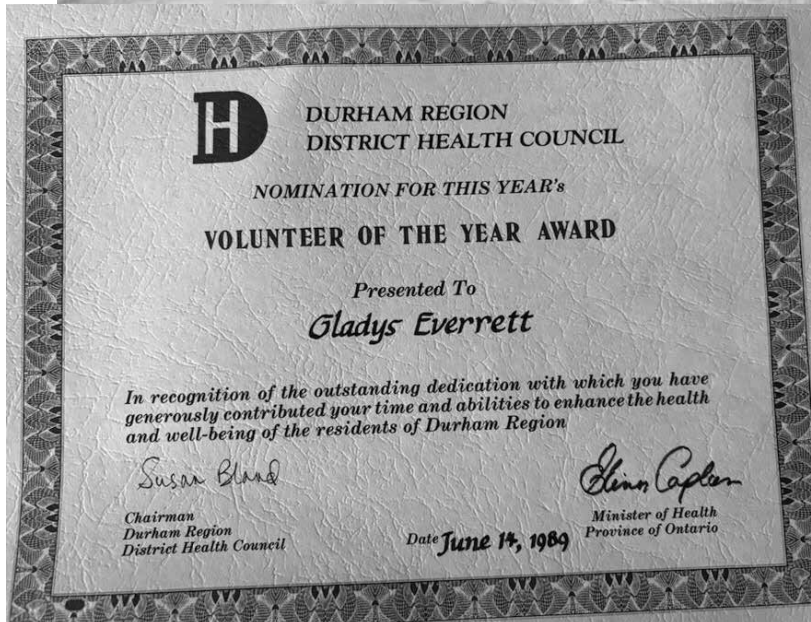 DH
DURHAM REGION
DISTRICT HEALTH COUNCIL
NOMINATION FOR THIS YEAR's
VOLUNTEER OF THE YEAR AWARD
Presented To
Gladys Everrett
In recognition of the outstanding dedication with which you have
generously contributed your time and abilities to enhance the health
and well-being of the residents of Durham Region
Susan Bland
Elinor Caplan
Chairman
Durham Region
District Health Council
Date June 14, 1989
Minister of Health
Province of Ontario